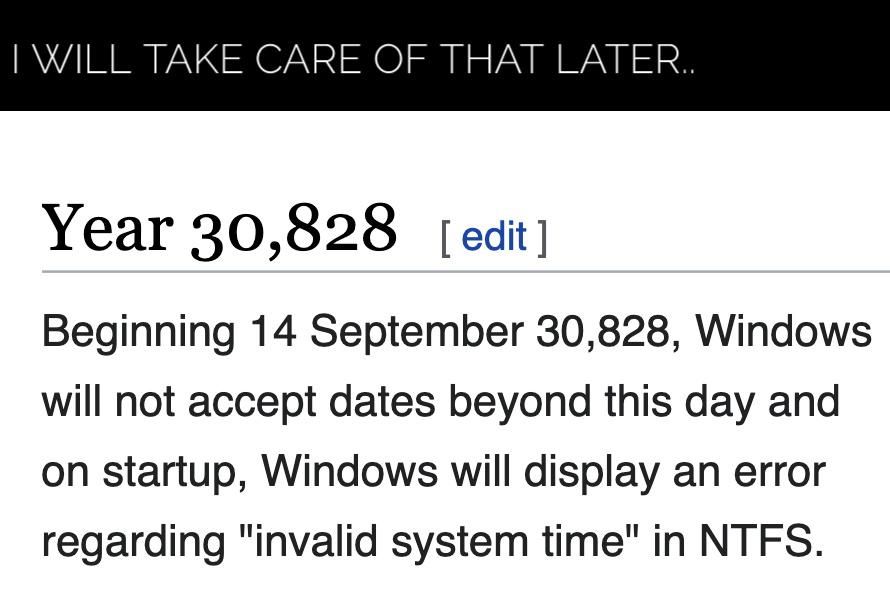 I WILL TAKE CARE OF THAT LATER..
Year 30,828 [ edit ]
Beginning 14 September 30,828, Windows
will not accept dates beyond this day and
on startup, Windows will display an error
regarding "invalid system time" in NTFS.